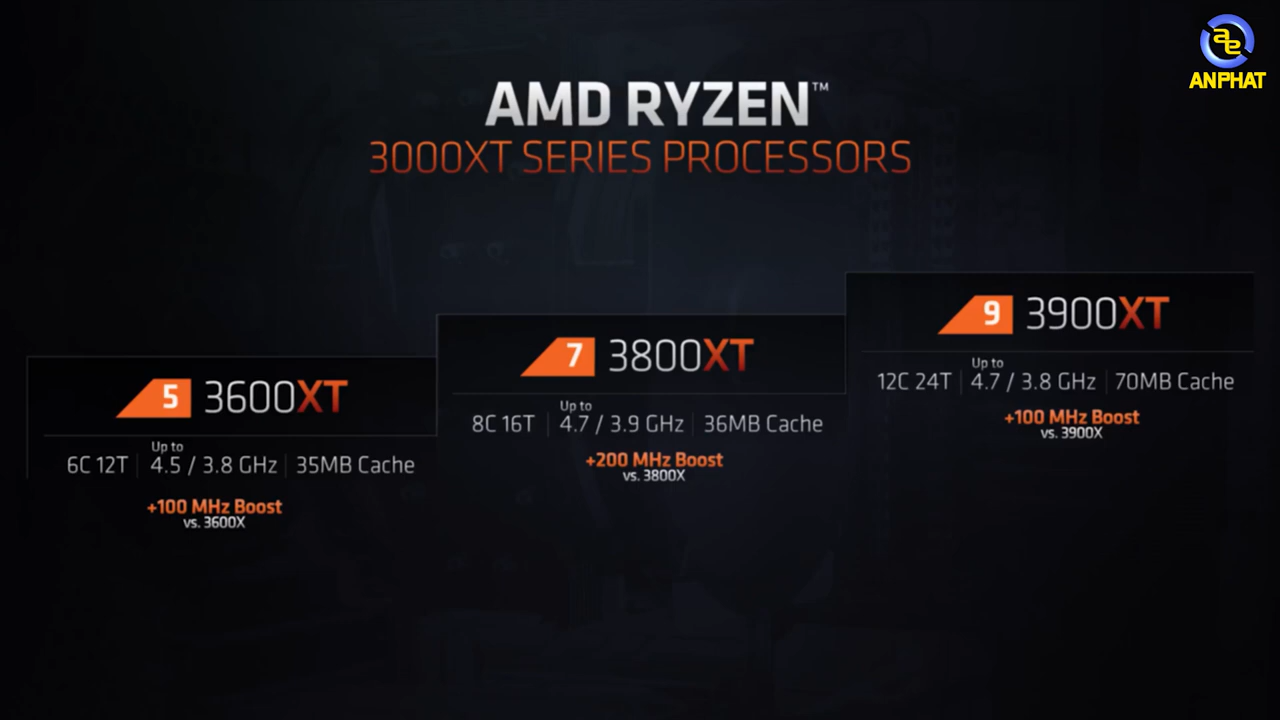 ae
ANPHAT
AMD RYZEN™
3000XT SERIES PROCESSORS
5 3600XT
Up to
6C 12T | 4.5 / 3.8 GHz | 35MB Cache
+100 MHz Boost
vs. 3600X
7 3800XT
Up to
8C 16T | 4.7 / 3.9 GHz | 36MB Cache
+200 MHz Boost
vs. 3800X
9 3900XT
Up to
12C 24T | 4.7 / 3.8 GHz | 70MB Cache
+100 MHz Boost
vs. 3900X